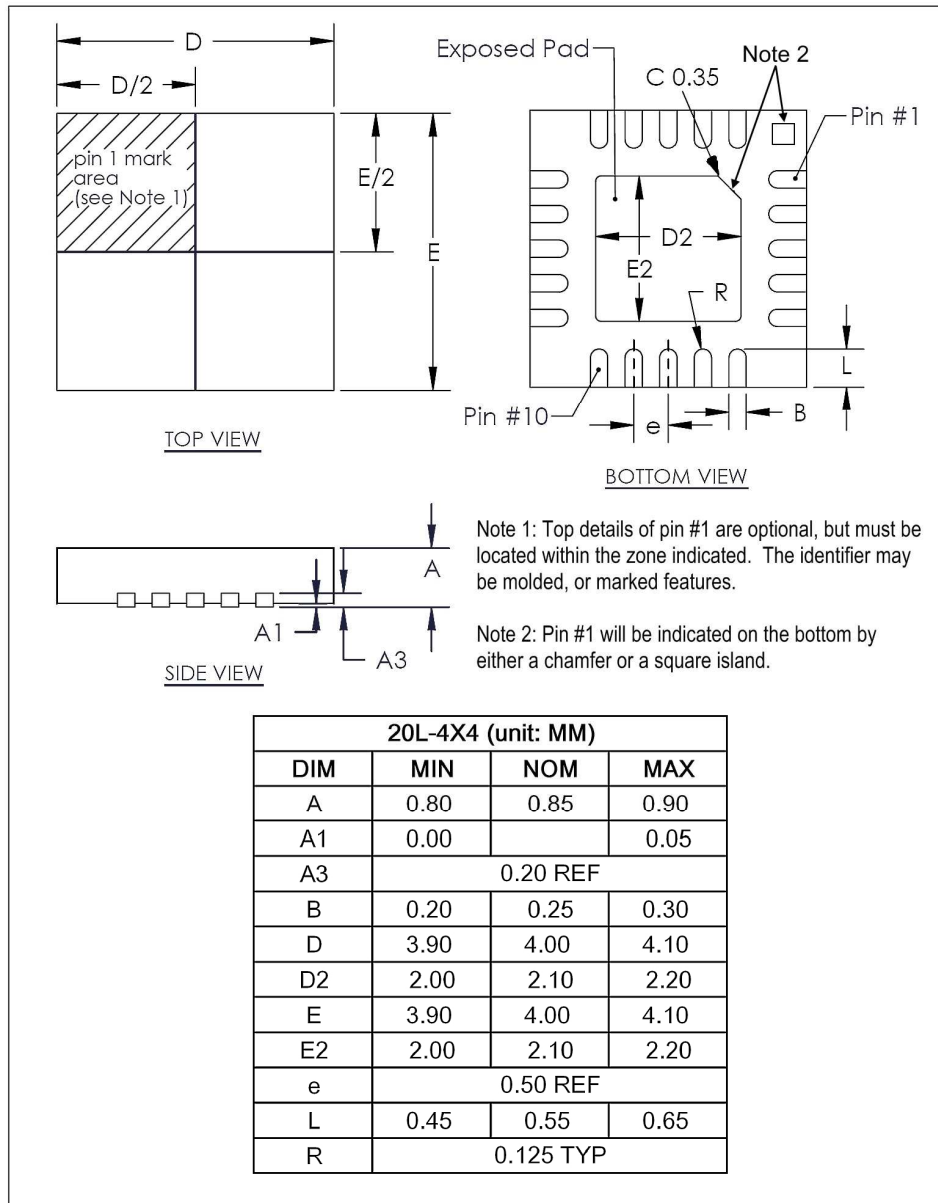 D
D/2
pin 1 mark
area
(see Note 1)
E/2
E
TOP VIEW
Exposed Pad
C 0.35
Note 2
Pin #1
D2
E2
R
L
Pin #10
e
B
BOTTOM VIEW
A
A1
A3
SIDE VIEW
Note 1: Top details of pin #1 are optional, but must be
located within the zone indicated. The identifier may
be molded, or marked features.
Note 2: Pin #1 will be indicated on the bottom by
either a chamfer or a square island.
20L-4X4 (unit: MM)
DIM MIN NOM MAX
A 0.80 0.85 0.90
A1 0.00 0.05
A3 0.20 REF
B 0.20 0.25 0.30
D 3.90 4.00 4.10
D2 2.00 2.10 2.20
E 3.90 4.00 4.10
E2 2.00 2.10 2.20
e 0.50 REF
L 0.45 0.55 0.65
R 0.125 TYP